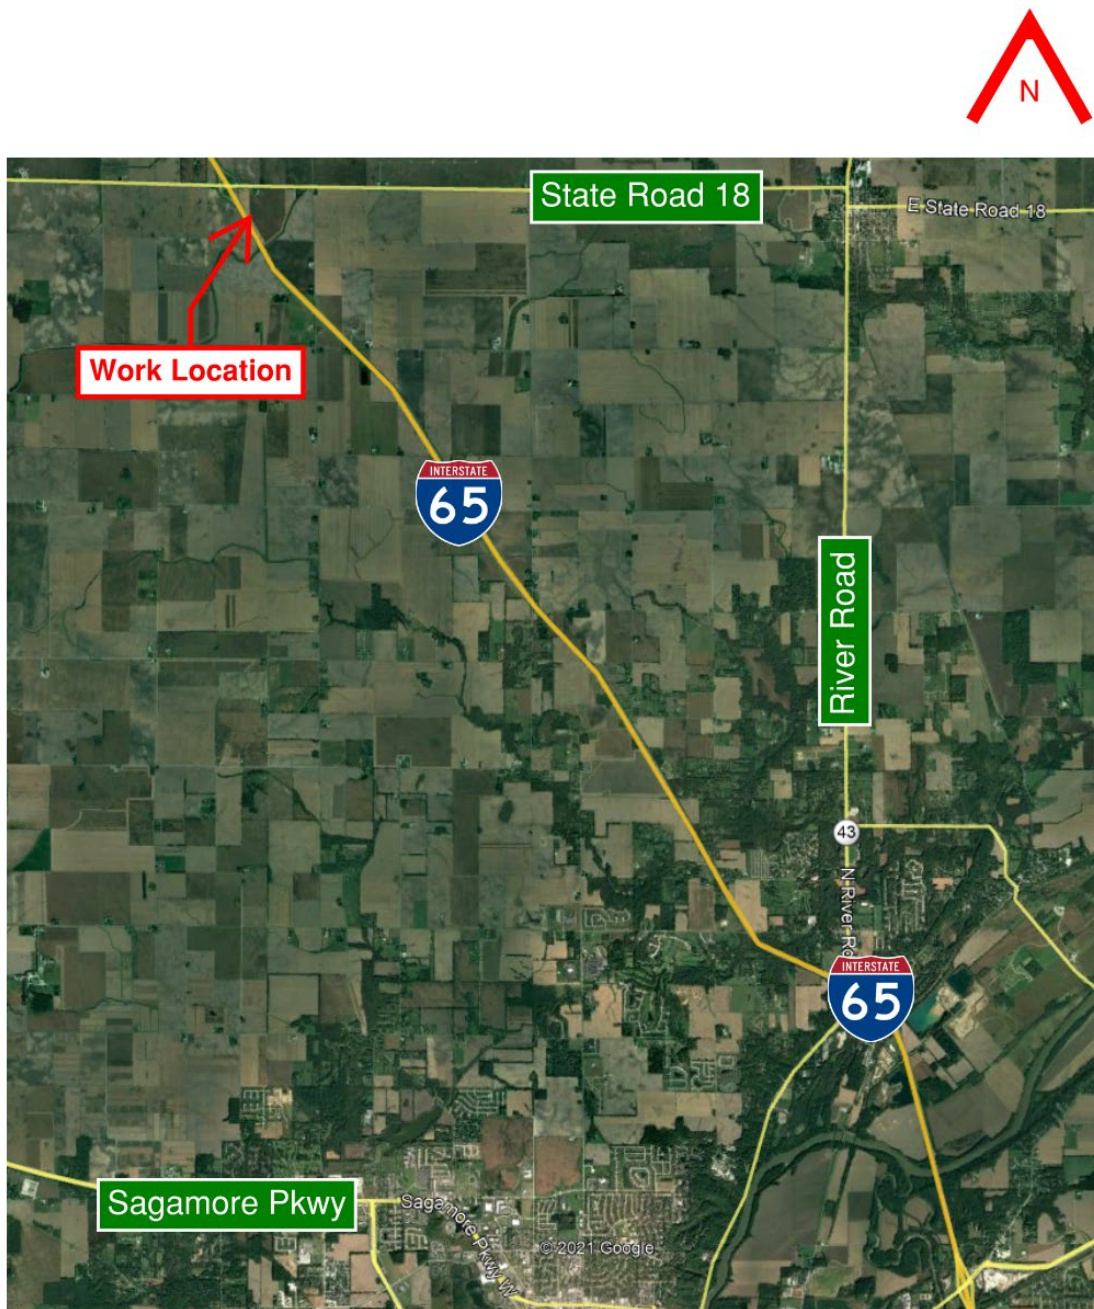 N
State Road 18
E State Road 18
Work Location
INTERSTATE
65
River Road
43
N River Rd
INTERSTATE
65
Sagamore Pkwy
Sagamore Pkwy W
© 2021 Google